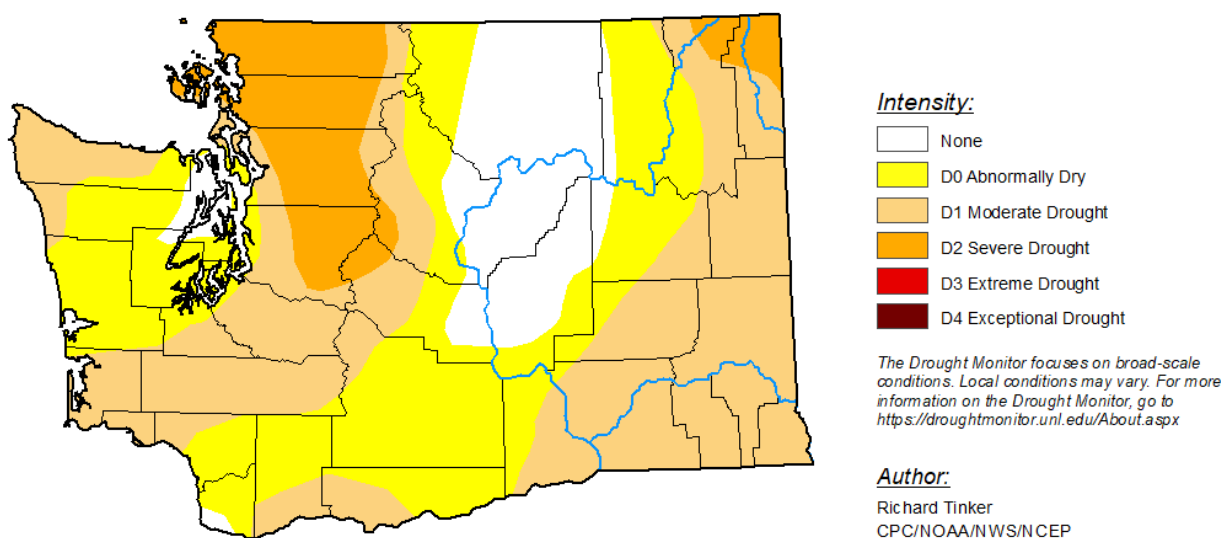 Intensity:
None
D0 Abnormally Dry
D1 Moderate Drought
D2 Severe Drought
D3 Extreme Drought
D4 Exceptional Drought
The Drought Monitor focuses on broad-scale
conditions. Local conditions may vary. For more
information on the Drought Monitor, go to
https://droughtmonitor.unl.edu/About.aspx
Author:
Richard Tinker
CPC/NOAA/NWS/NCEP